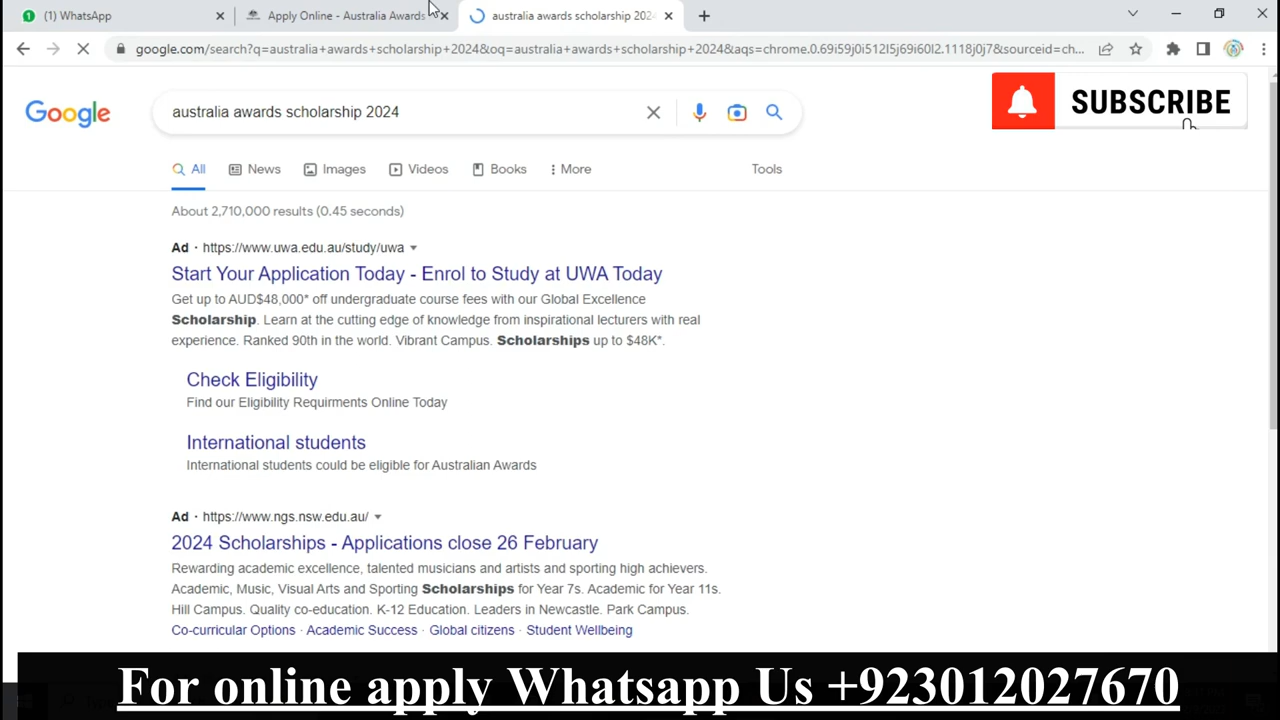 (1) WhatsApp
Apply Online - Australia Awards
australia awards scholarship 202
google.com/search?q=australia+awards+scholarship+2024&oq=australia+awards+scholarship+2024&aqs=chrome.0.69i59j0i512l5j69i60l2.1118j0j7&sourceid=ch...
Google
australia awards scholarship 2024
SUBSCRIBE
All
News
Images
Videos
Books
More
Tools
About 2,710,000 results (0.45 seconds)
Ad · https://www.uwa.edu.au/study/uwa
Start Your Application Today - Enrol to Study at UWA Today
Get up to AUD$48,000* off undergraduate course fees with our Global Excellence
Scholarship. Learn at the cutting edge of knowledge from inspirational lecturers with real
experience. Ranked 90th in the world. Vibrant Campus. Scholarships up to $48K*.
Check Eligibility
Find our Eligibility Requirments Online Today
International students
International students could be eligible for Australian Awards
Ad · https://www.ngs.nsw.edu.au/
2024 Scholarships - Applications close 26 February
Rewarding academic excellence, talented musicians and artists and sporting high achievers.
Academic, Music, Visual Arts and Sporting Scholarships for Year 7s. Academic for Year 11s.
Hill Campus. Quality co-education. K-12 Education. Leaders in Newcastle. Park Campus.
Co-curricular Options · Academic Success · Global citizens · Student Wellbeing
For online apply Whatsapp Us +923012027670